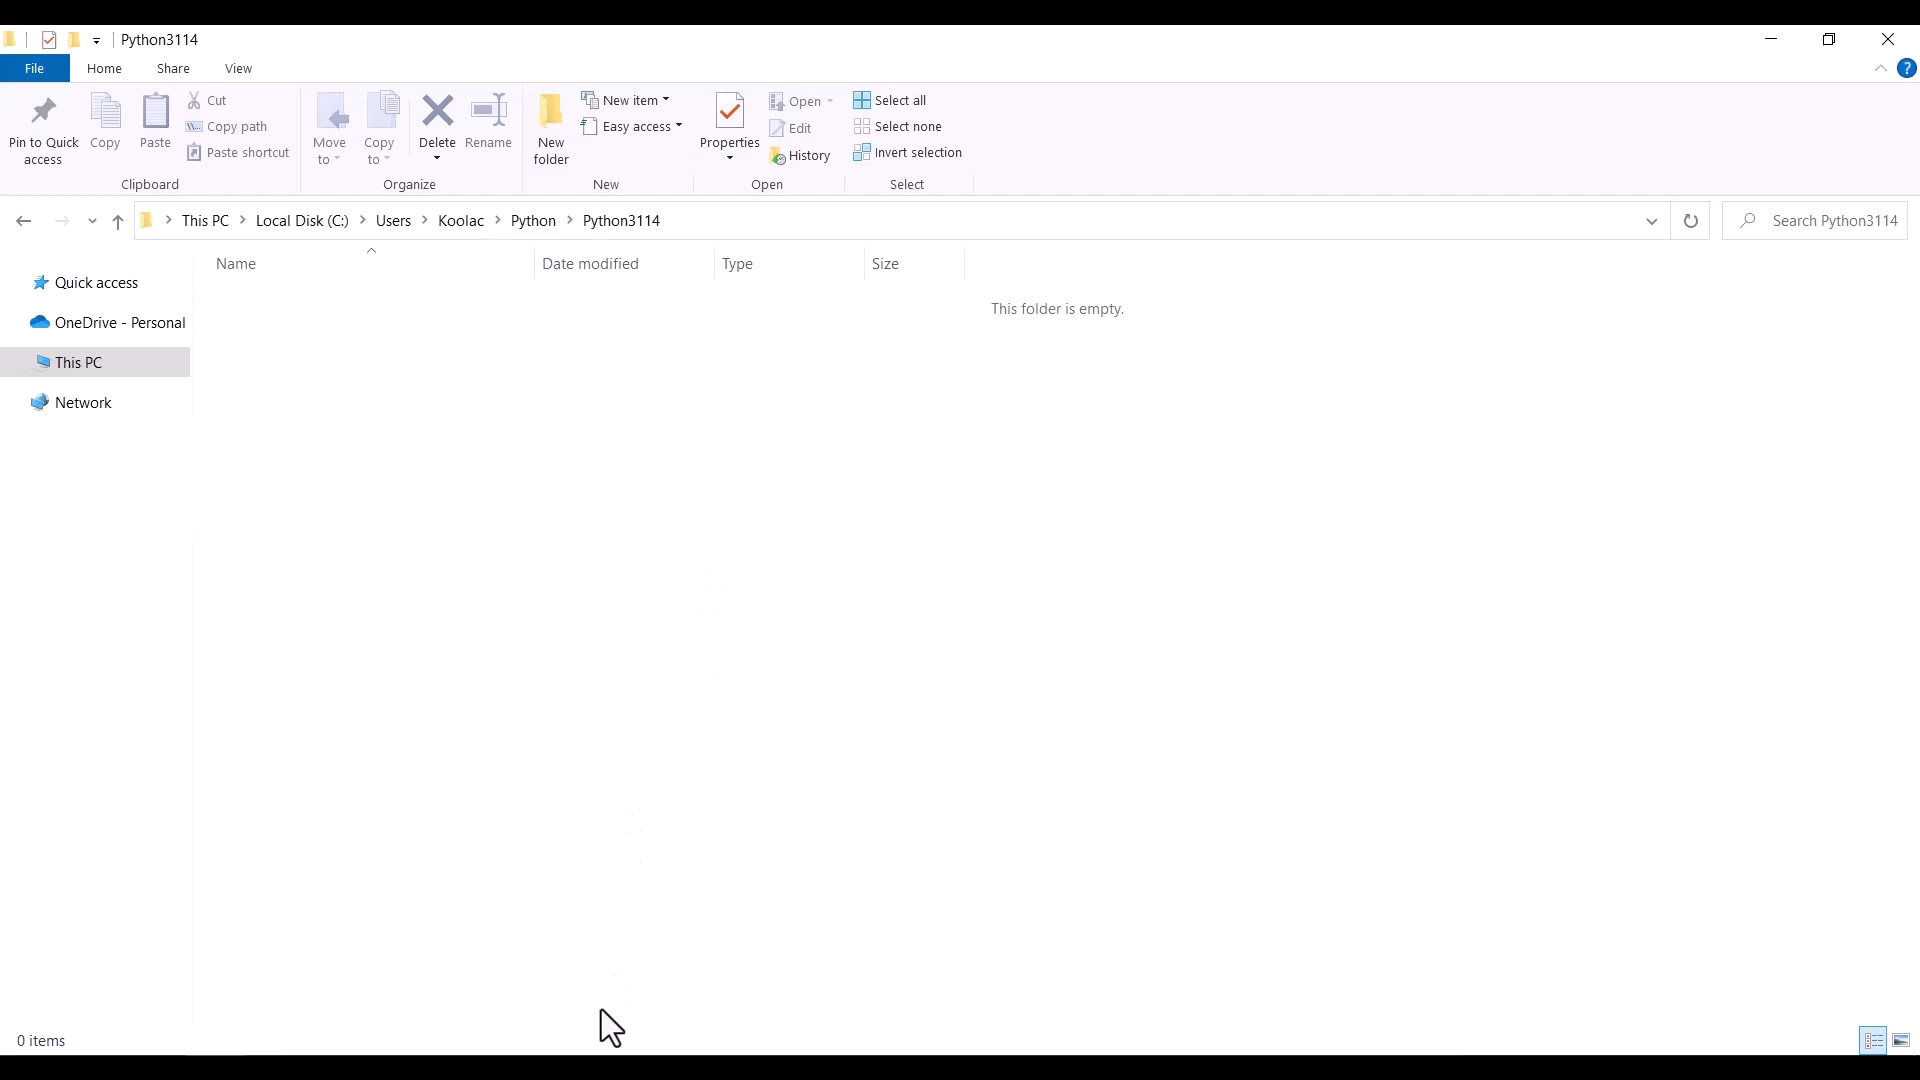 Python3114
File Home Share View
Pin to Quick access
Copy
Paste
Cut
Copy path
Paste shortcut
Clipboard
Move to
Copy to
Delete
Rename
Organize
New folder
New item
Easy access
New
Properties
Open
Edit
History
Open
Select all
Select none
Invert selection
Select
This PC > Local Disk (C:) > Users > Koolac > Python > Python3114
Search Python3114
Name Date modified Type Size
Quick access
OneDrive - Personal
This PC
Network
This folder is empty.
0 items